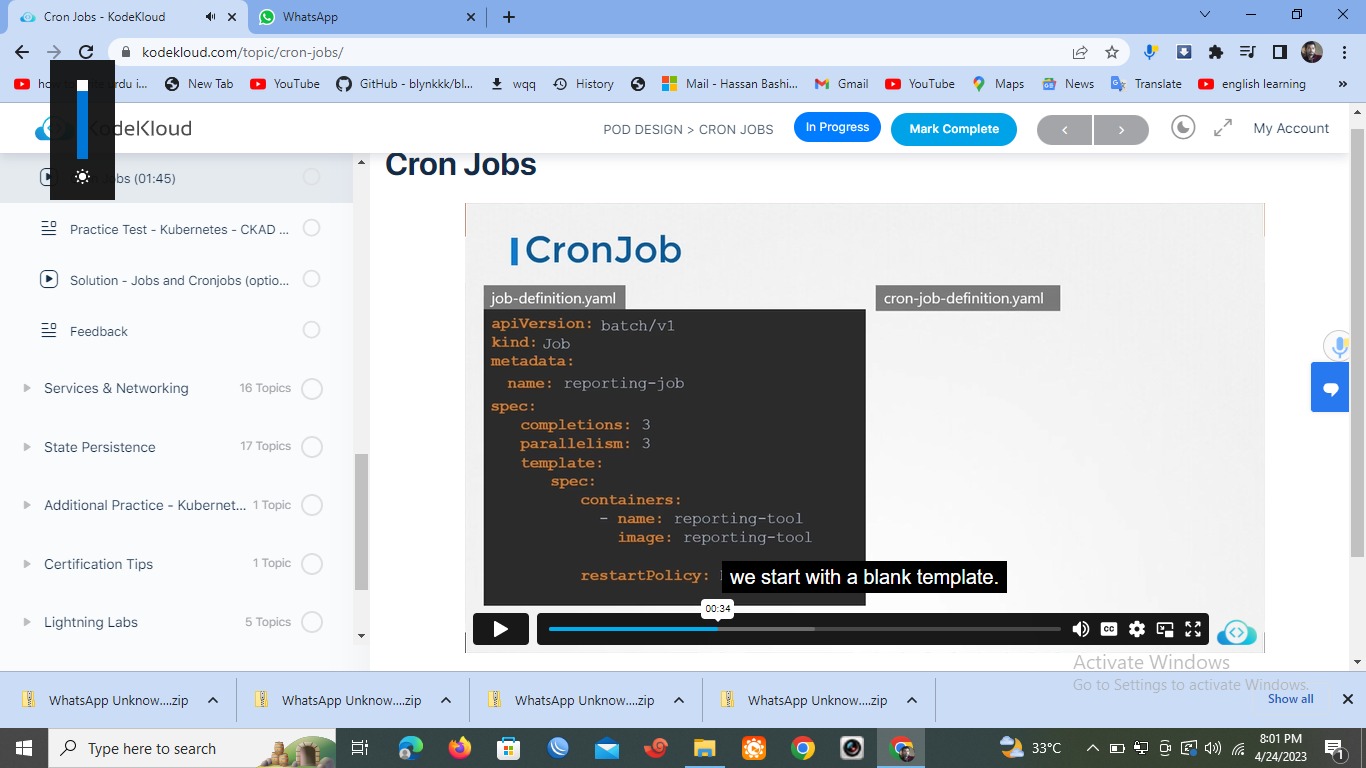 Cron Jobs - KodeKloud
WhatsApp
kodekloud.com/topic/cron-jobs/
New Tab
YouTube
GitHub - blynkkk/bl...
wqq
History
Mail - Hassan Bashi...
Gmail
YouTube
Maps
News
Translate
english learning
»
KodeKloud
POD DESIGN > CRON JOBS
In Progress
Mark Complete
<
>
My Account
Jobs (01:45)
Practice Test - Kubernetes - CKAD ...
Solution - Jobs and Cronjobs (optio...
Feedback
Services & Networking 16 Topics
State Persistence 17 Topics
Additional Practice - Kubernet... 1 Topic
Certification Tips 1 Topic
Lightning Labs 5 Topics
Cron Jobs
CronJob
job-definition.yaml
apiVersion: batch/v1
kind: Job
metadata:
name: reporting-job
spec:
completions: 3
parallelism: 3
template:
spec:
containers:
- name: reporting-tool
image: reporting-tool
restartPolicy:
cron-job-definition.yaml
we start with a blank template.
00:34
CC
Activate Windows
Go to Settings to activate Windows.
WhatsApp Unknow....zip
WhatsApp Unknow....zip
WhatsApp Unknow....zip
WhatsApp Unknow....zip
Show all
Type here to search
33°C
8:01 PM
4/24/2023
1